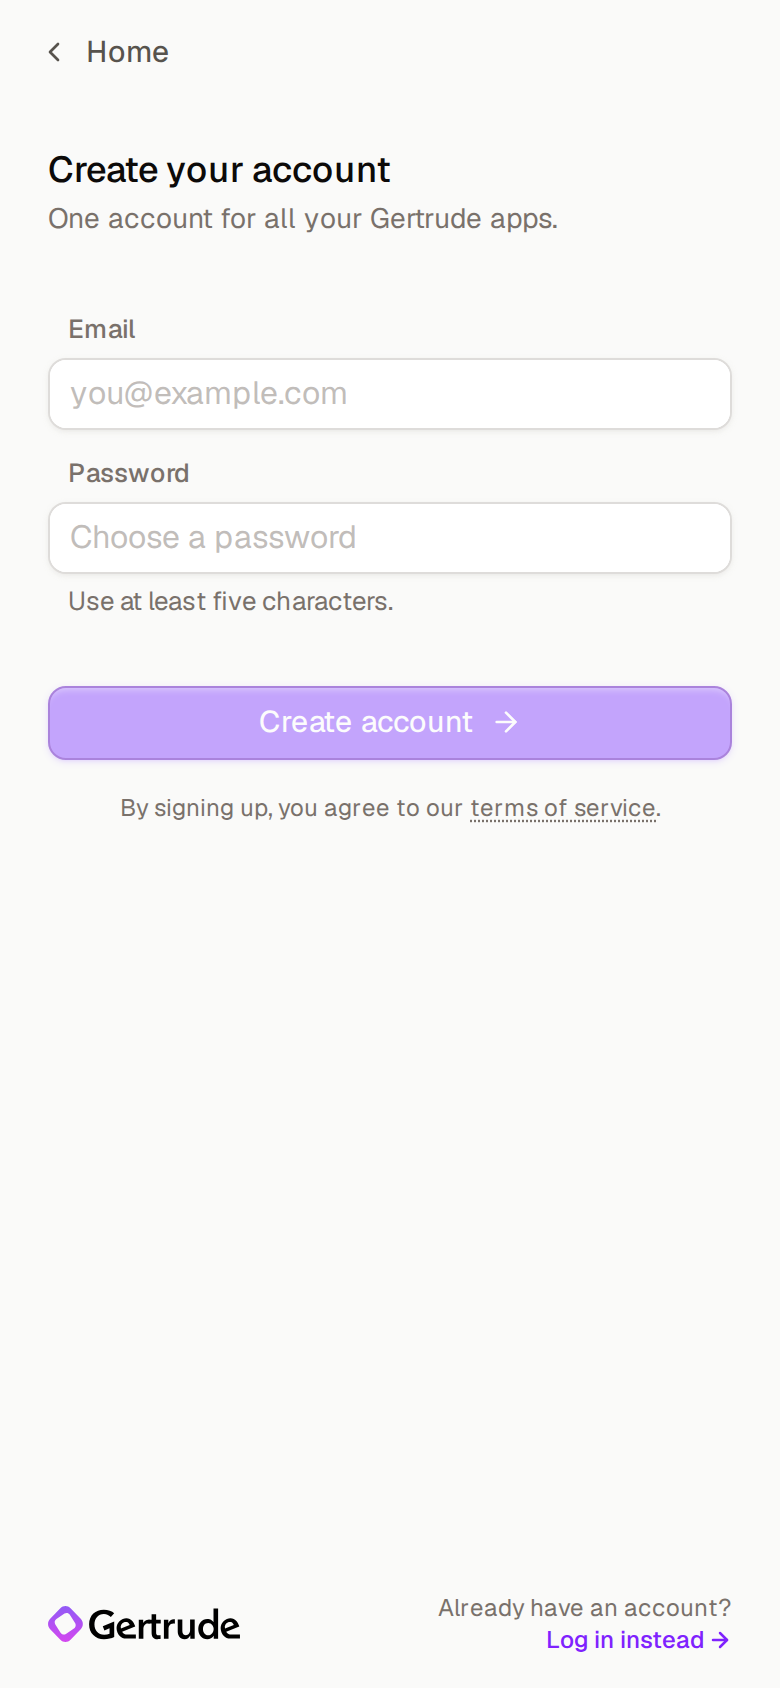 Home
Create your account
One account for all your Gertrude apps.
Email
you@example.com
Password
Choose a password
Use at least five characters.
Create account →
By signing up, you agree to our terms of service.
Gertrude
Already have an account?
Log in instead →